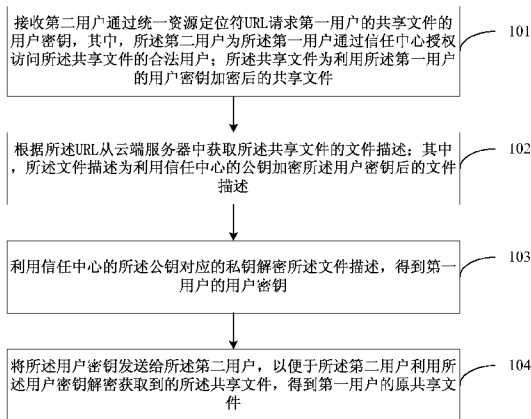 接收第二用户通过统一资源定位符URL请求第一用户的共享文件的
用户密钥，其中，所述第二用户为所述第一用户通过信任中心授权
访问所述共享文件的合法用户；所述共享文件为利用所述第一用户
的用户密钥加密后的共享文件
101
根据所述URL从云端服务器中获取所述共享文件的文件描述；其中
，所述文件描述为利用信任中心的公钥加密所述用户密钥后的文件
描述
102
利用信任中心的所述公钥对应的私钥解密所述文件描述，得到第一
用户的用户密钥
103
将所述用户密钥发送给所述第二用户，以便于所述第二用户利用所
述用户密钥解密获取到的所述共享文件，得到第一用户的原共享文
件
104